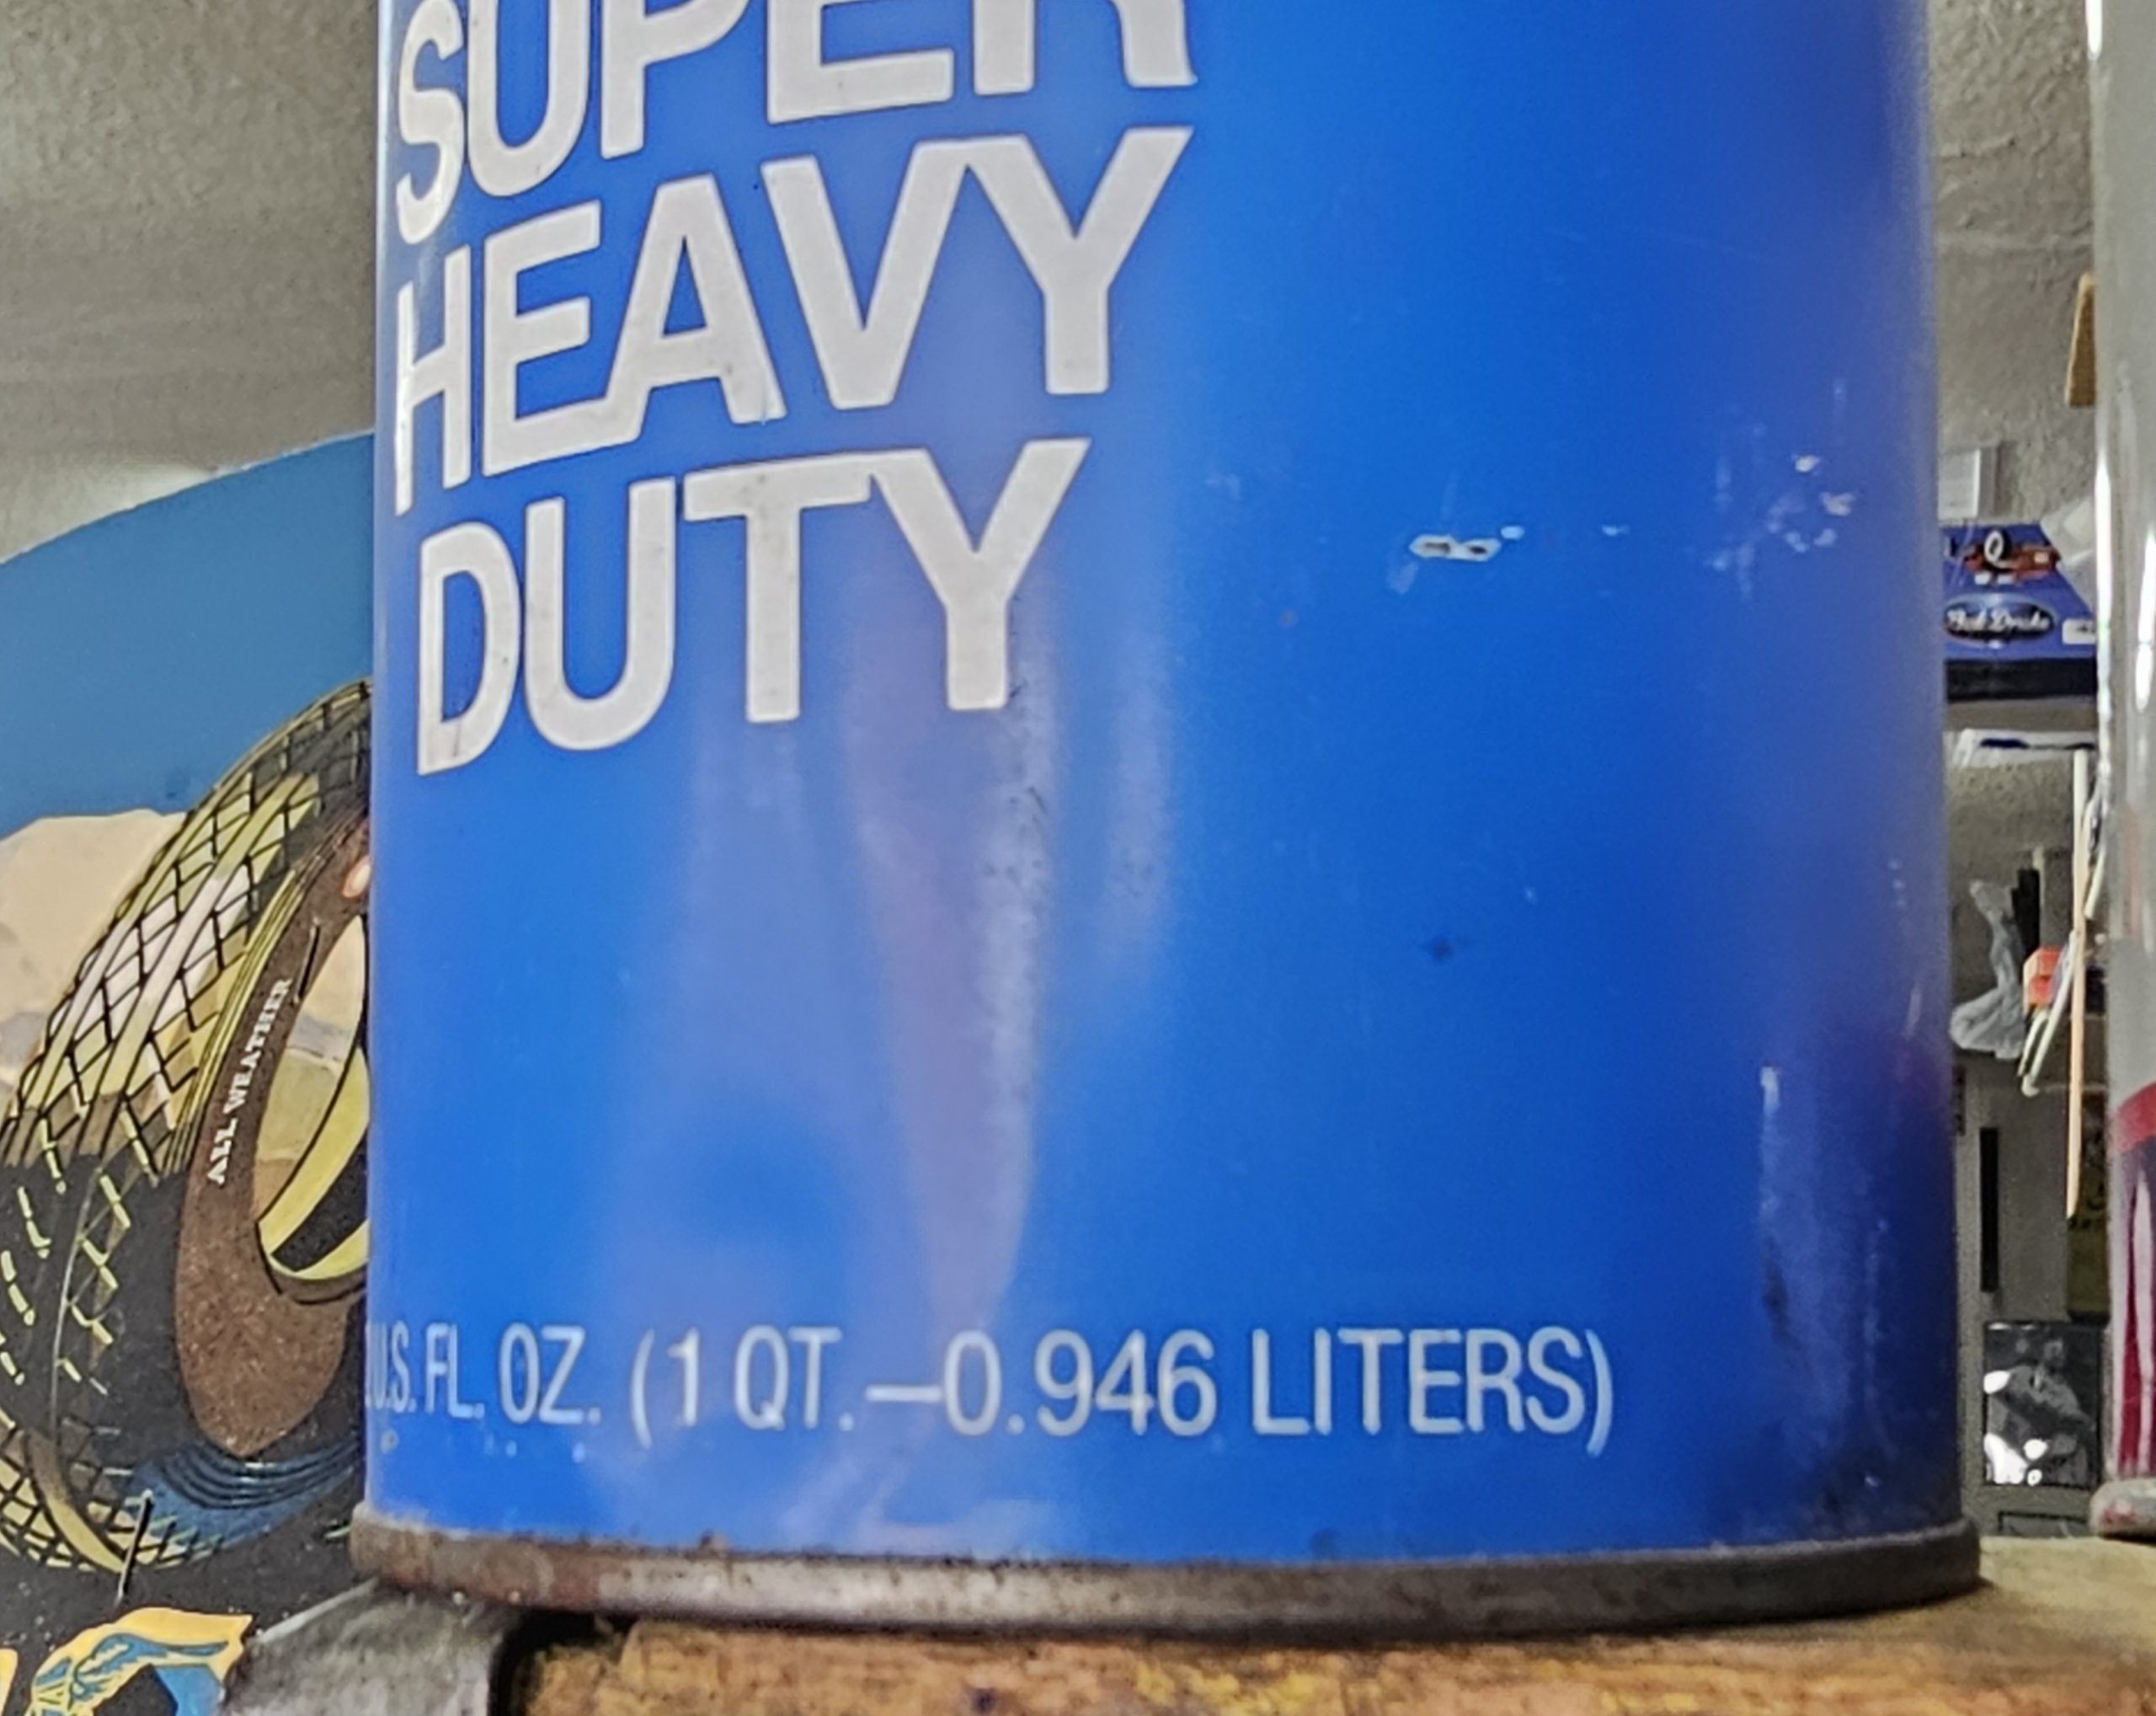 SUPER
HEAVY
DUTY
U.S. FL. OZ. (1 QT.–0.946 LITERS)
ALL WEATHER